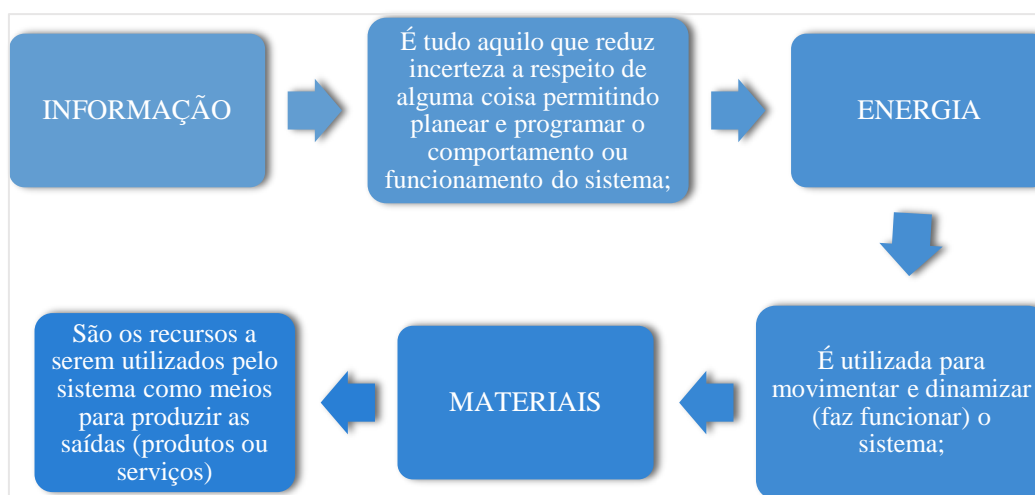 INFORMAÇÃO
É tudo aquilo que reduz
incerteza a respeito de
alguma coisa permitindo
planear e programar o
comportamento ou
funcionamento do sistema;
ENERGIA
É utilizada para
movimentar e dinamizar
(faz funcionar) o
sistema;
MATERIAIS
São os recursos a
serem utilizados pelo
sistema como meios
para produzir as
saídas (produtos ou
serviços)